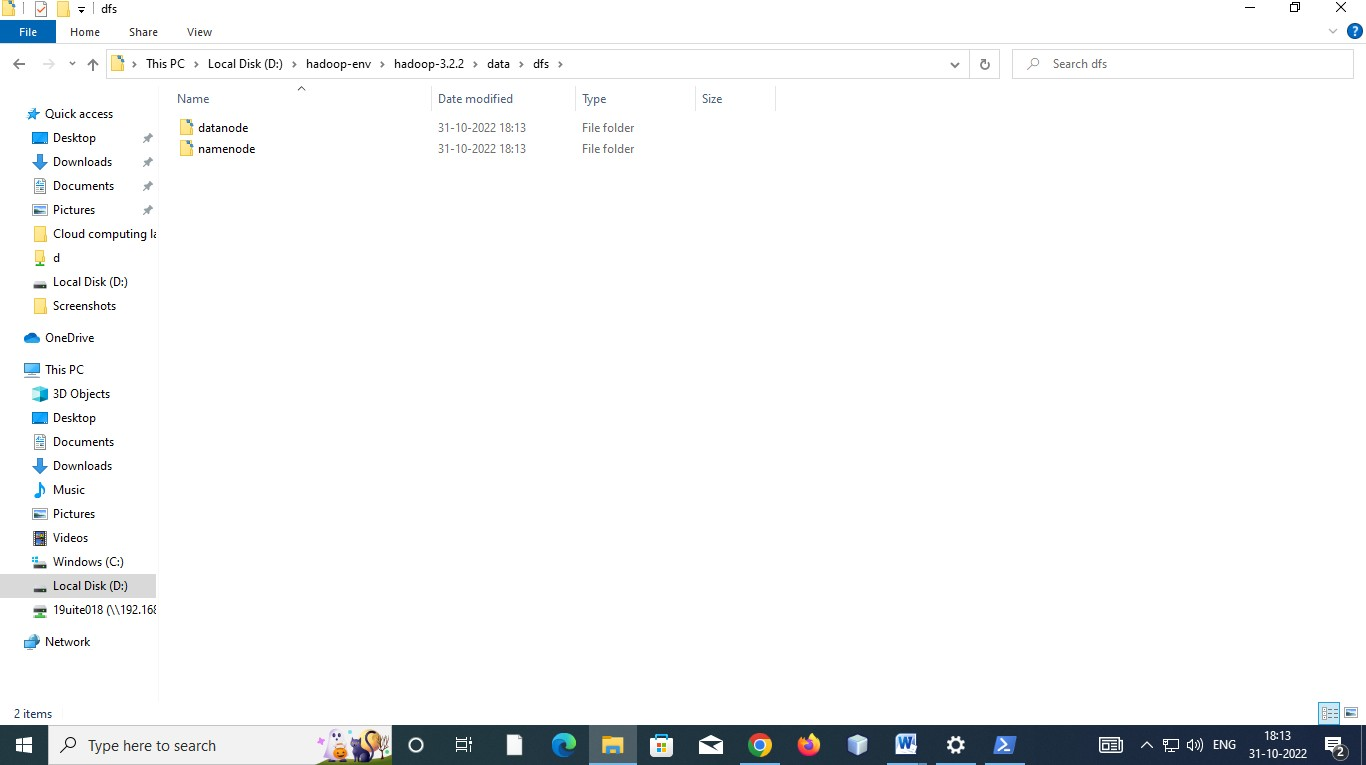 dfs
File Home Share View
This PC Local Disk (D:) hadoop-env hadoop-3.2.2 data dfs
Search dfs
Name Date modified Type Size
datanode 31-10-2022 18:13 File folder
namenode 31-10-2022 18:13 File folder
Quick access
Desktop
Downloads
Documents
Pictures
Cloud computing la
d
Local Disk (D:)
Screenshots
OneDrive
This PC
3D Objects
Desktop
Documents
Downloads
Music
Pictures
Videos
Windows (C:)
Local Disk (D:)
19uite018 (\\192.168
Network
2 items
Type here to search
ENG
18:13
31-10-2022
2